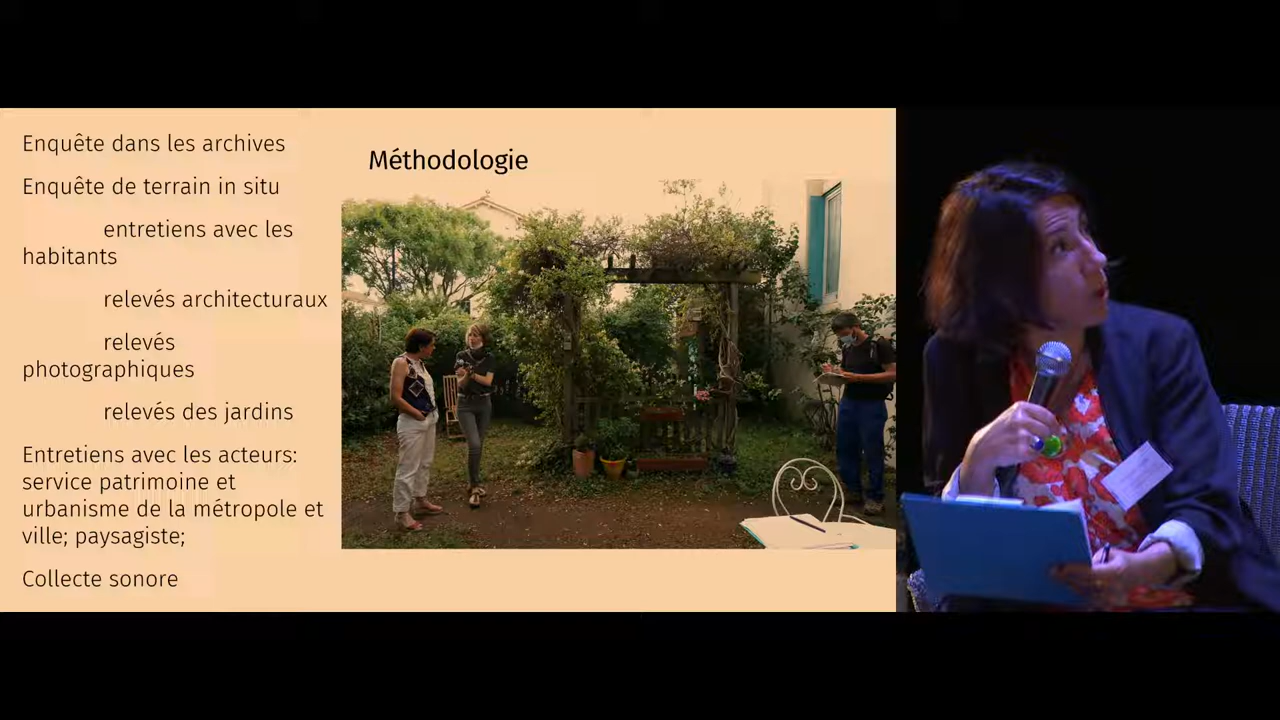 Méthodologie
Enquête dans les archives
Enquête de terrain in situ
entretiens avec les
habitants
relevés architecturaux
relevés
photographiques
relevés des jardins
Entretiens avec les acteurs:
service patrimoine et
urbanisme de la métropole et
ville; paysagiste;
Collecte sonore